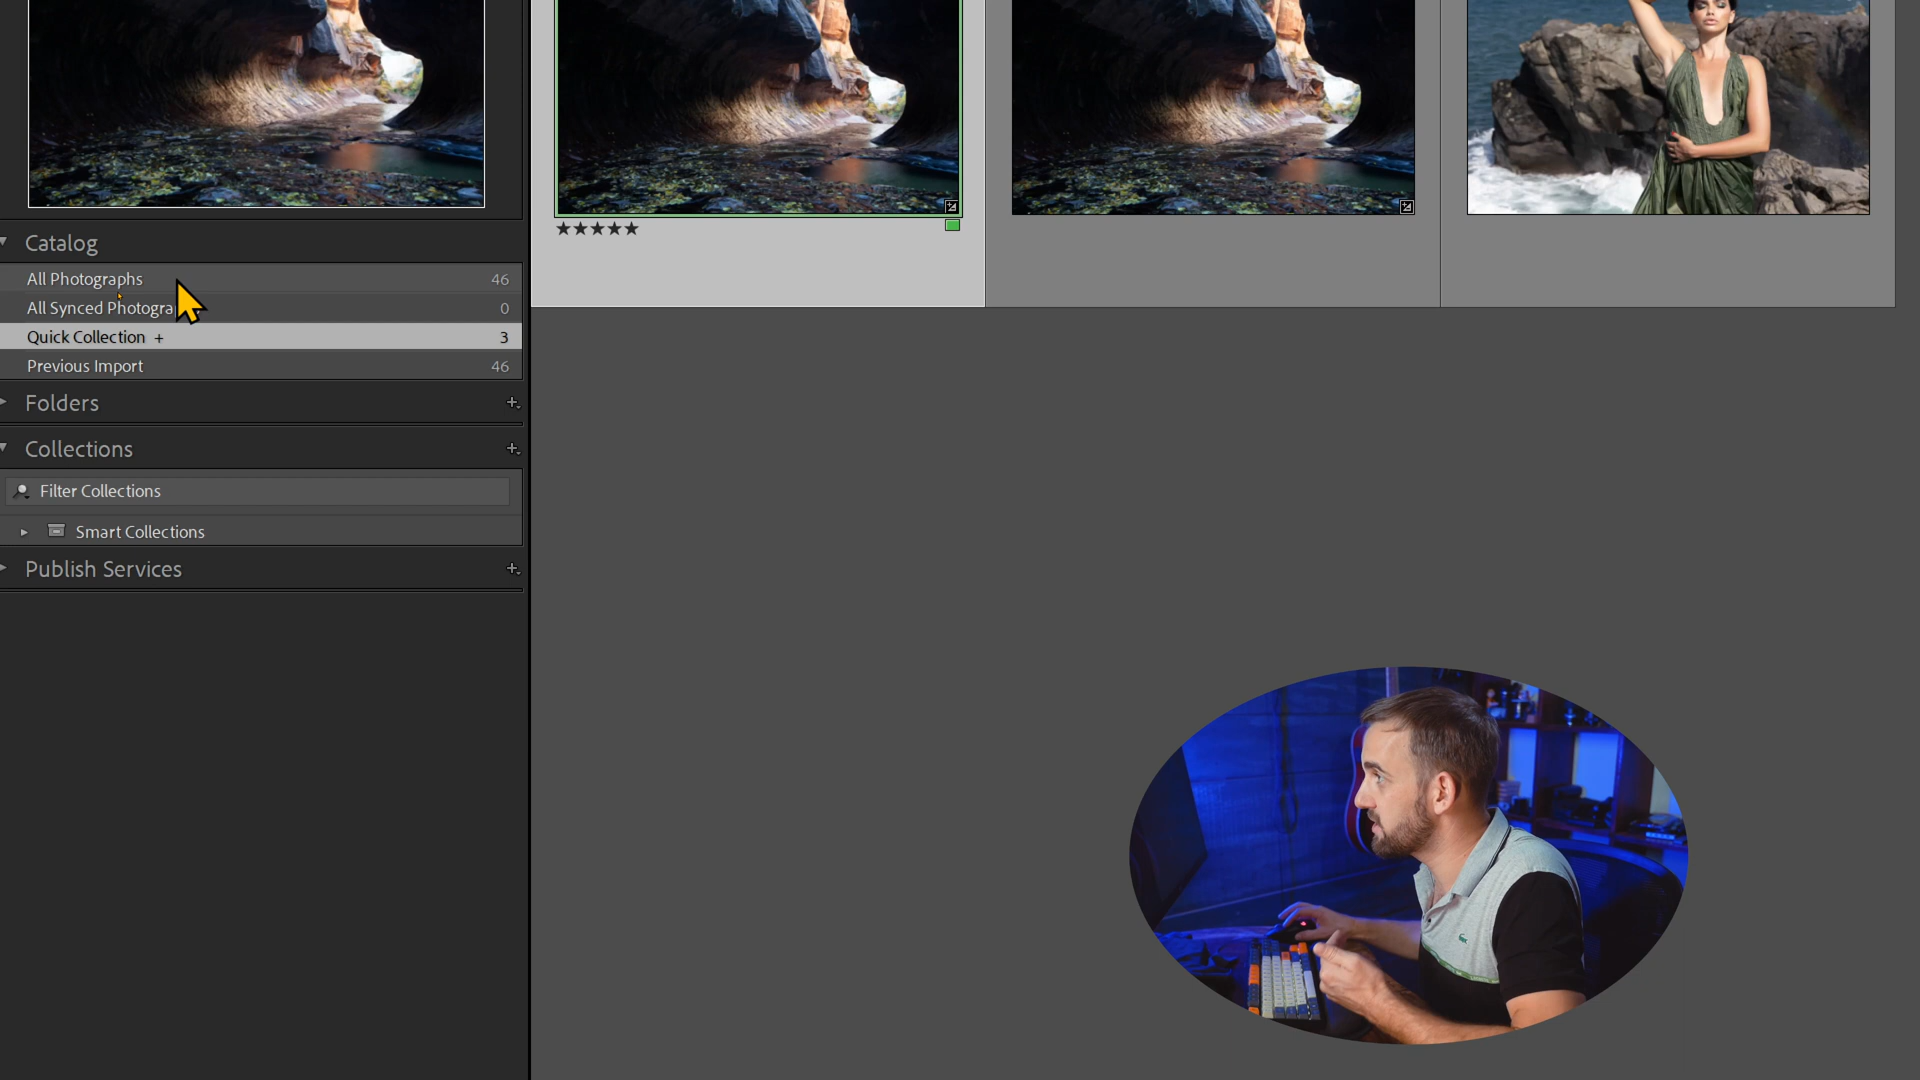 Catalog
All Photographs 46
All Synced Photogra 0
Quick Collection + 3
Previous Import 46
Folders
Collections
Filter Collections
Smart Collections
Publish Services